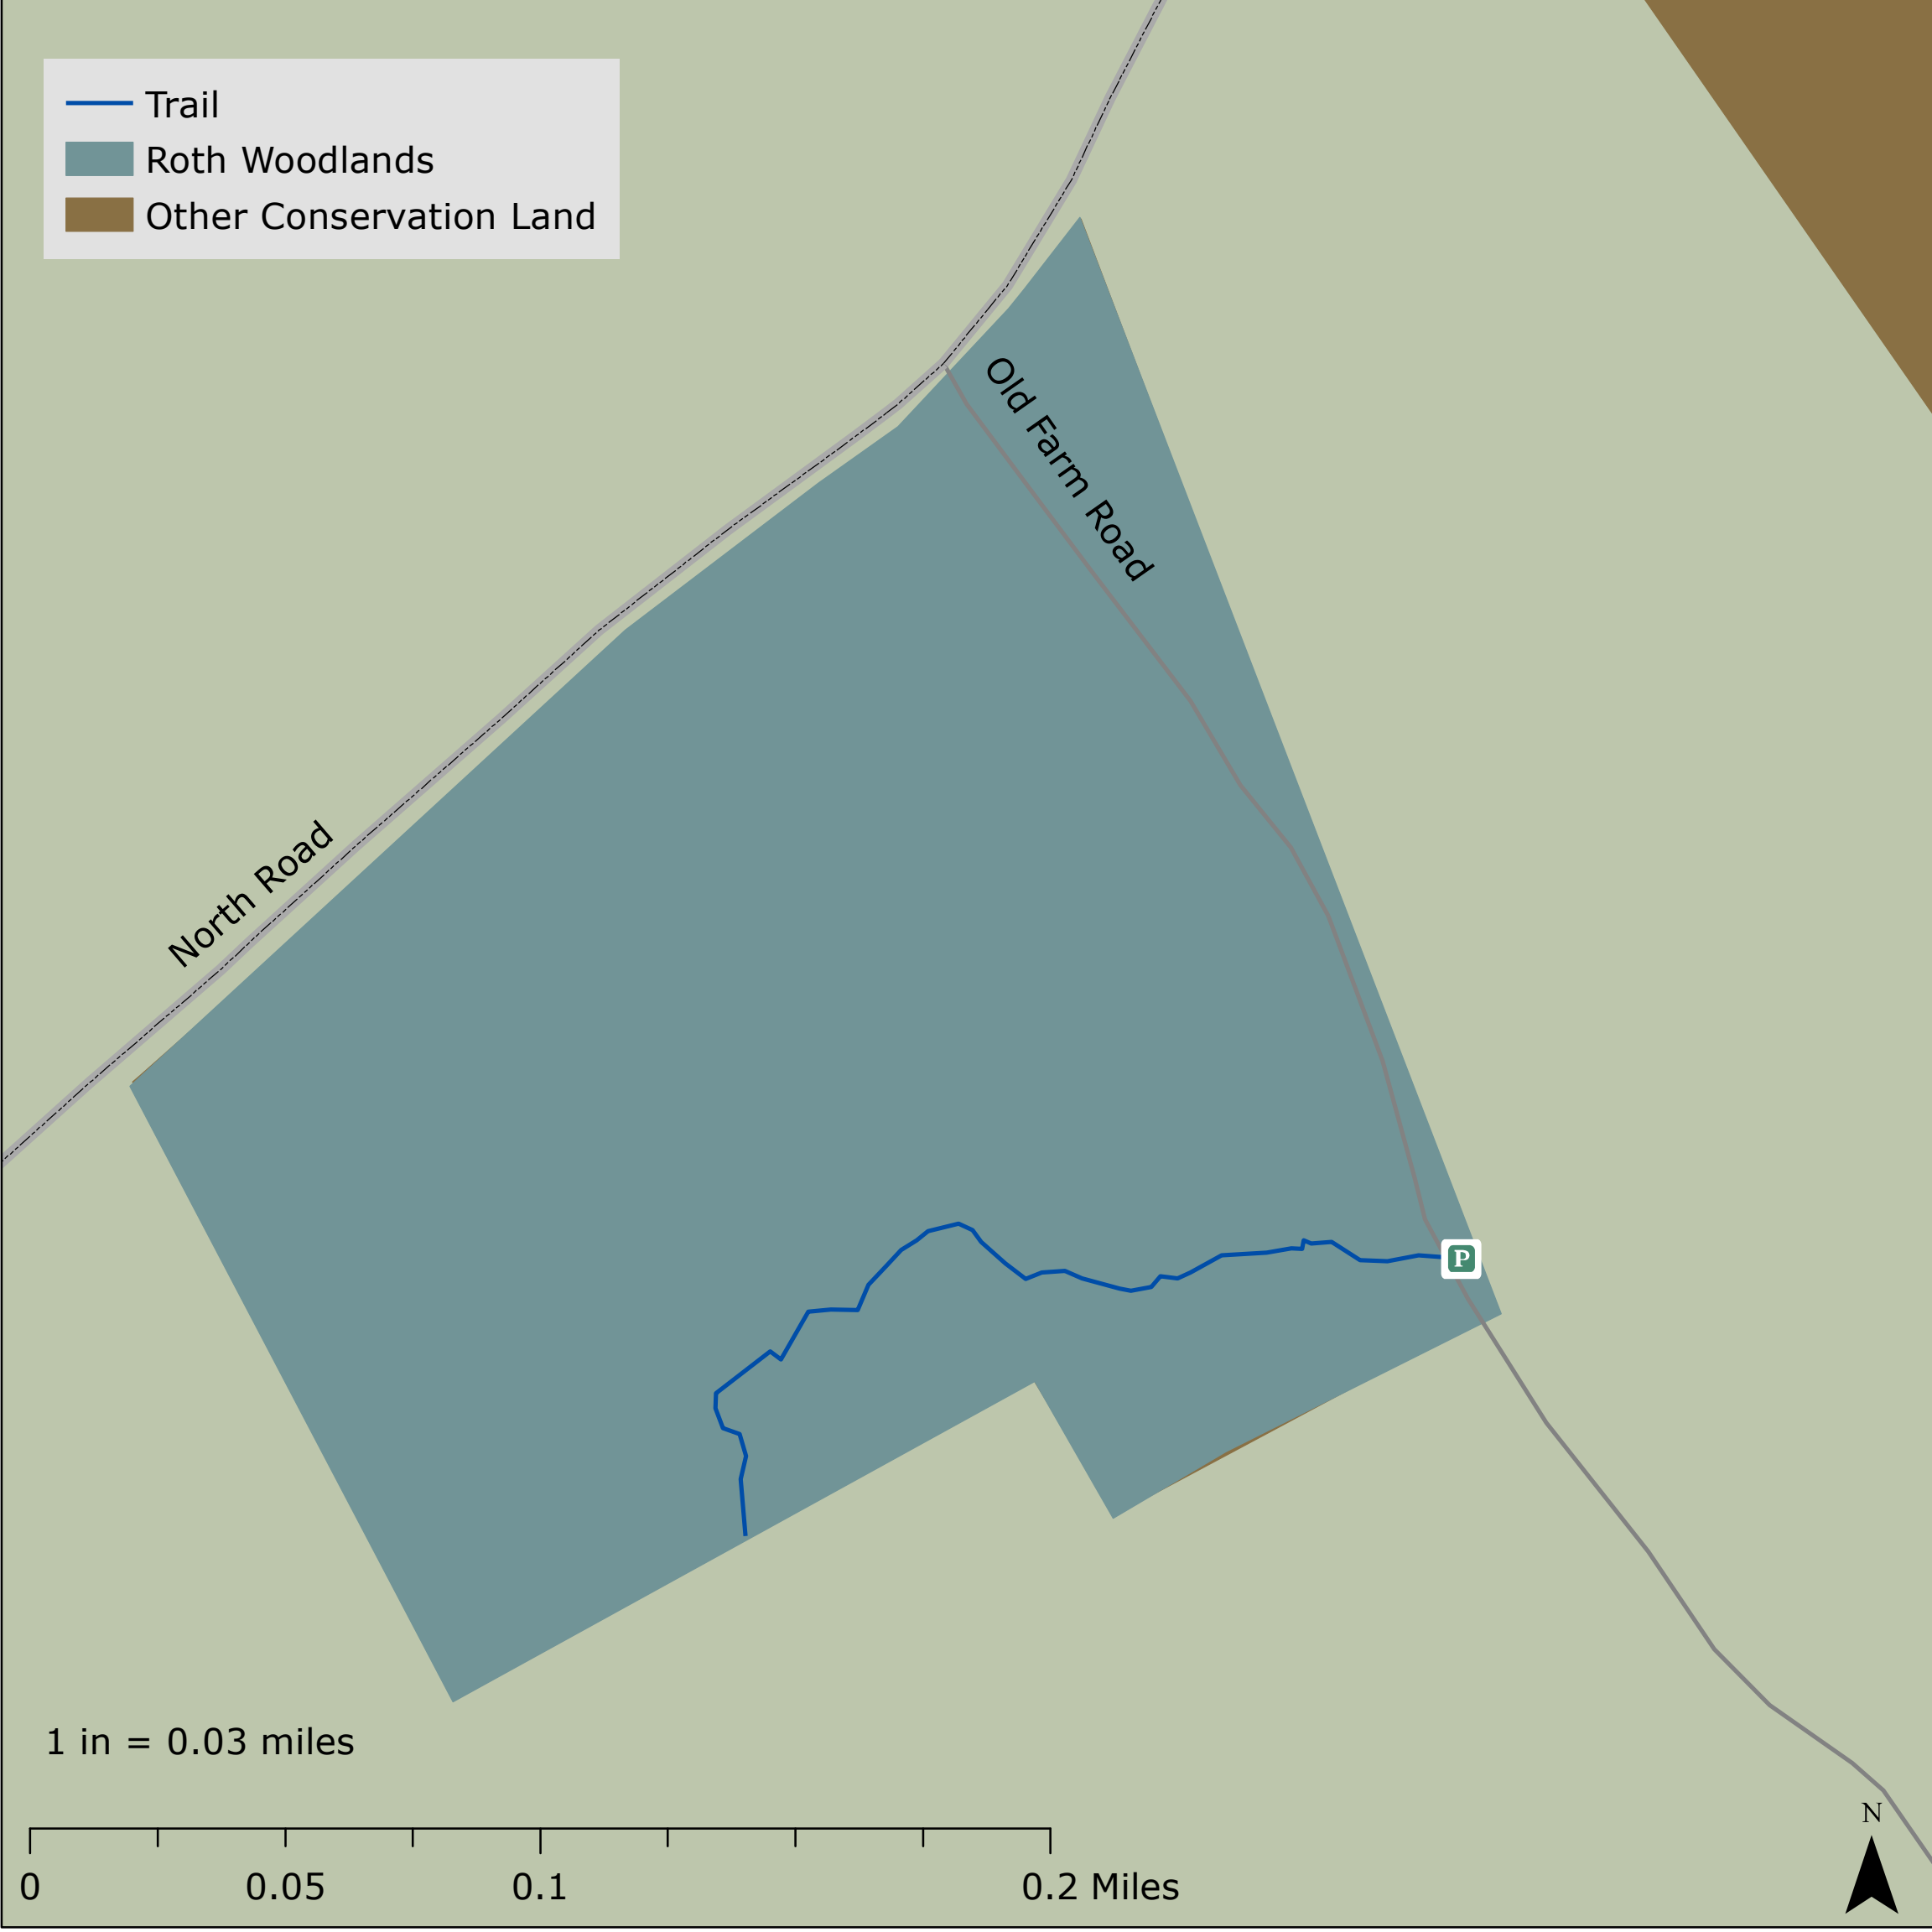 Trail
Roth Woodlands
Other Conservation Land
Old Farm Road
North Road
P
1 in = 0.03 miles
N
0 0.05 0.1 0.2 Miles